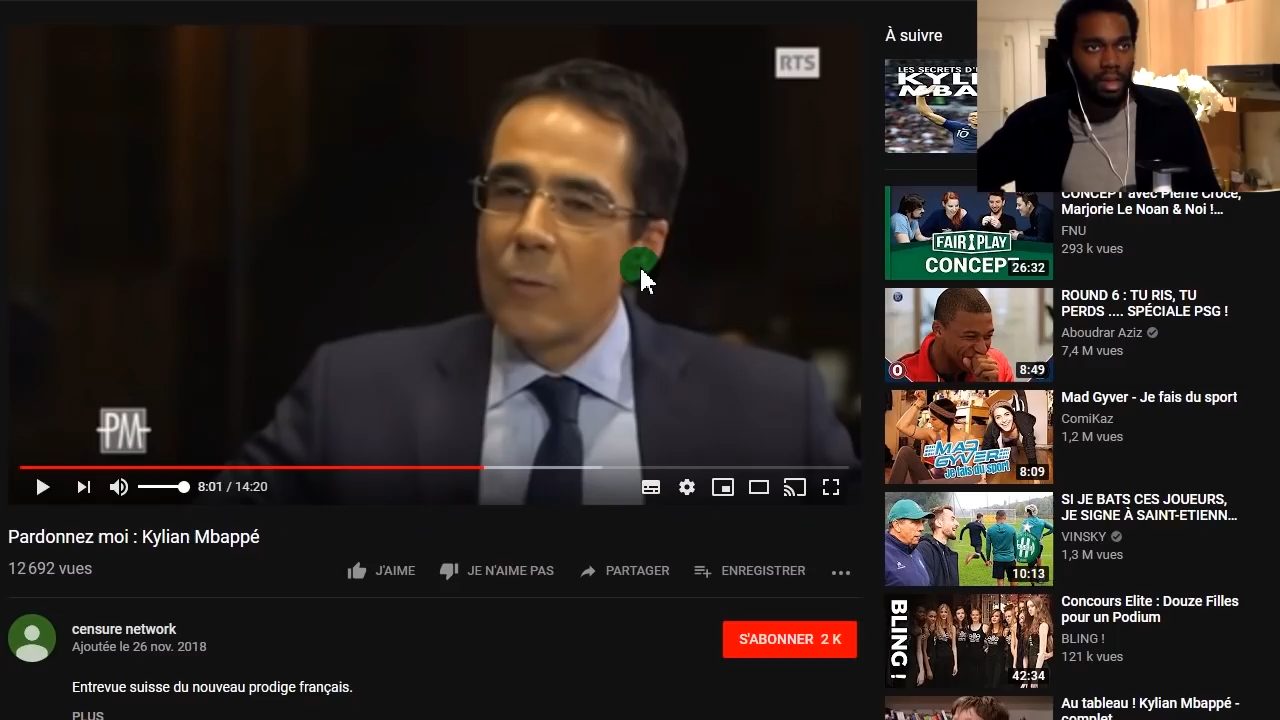 RTS
PM
8:01 / 14:20
Pardonnez moi : Kylian Mbappé
12 692 vues
J'AIME
JE N'AIME PAS
PARTAGER
ENREGISTRER
censure network
Ajoutée le 26 nov. 2018
S'ABONNER 2 K
Entrevue suisse du nouveau prodige français.
PLUS
À suivre
LES SECRETS
KYLI
MBA
10
CONCEPT avec Pierre Croce,
Marjorie Le Noan & Noi !...
FNU
293 k vues
FAIR PLAY
CONCEPT
26:32
ROUND 6 : TU RIS, TU
PERDS .... SPÉCIALE PSG !
Aboudrar Aziz
7,4 M vues
0
8:49
Mad Gyver - Je fais du sport
ComiKaz
1,2 M vues
MAD
GYVER
Je fais du sport
8:09
SI JE BATS CES JOUEURS,
JE SIGNE À SAINT-ETIENN...
VINSKY
1,3 M vues
10:13
Concours Elite : Douze Filles
pour un Podium
BLING !
121 k vues
BLING !
42:34
Au tableau ! Kylian Mbappé -
complet